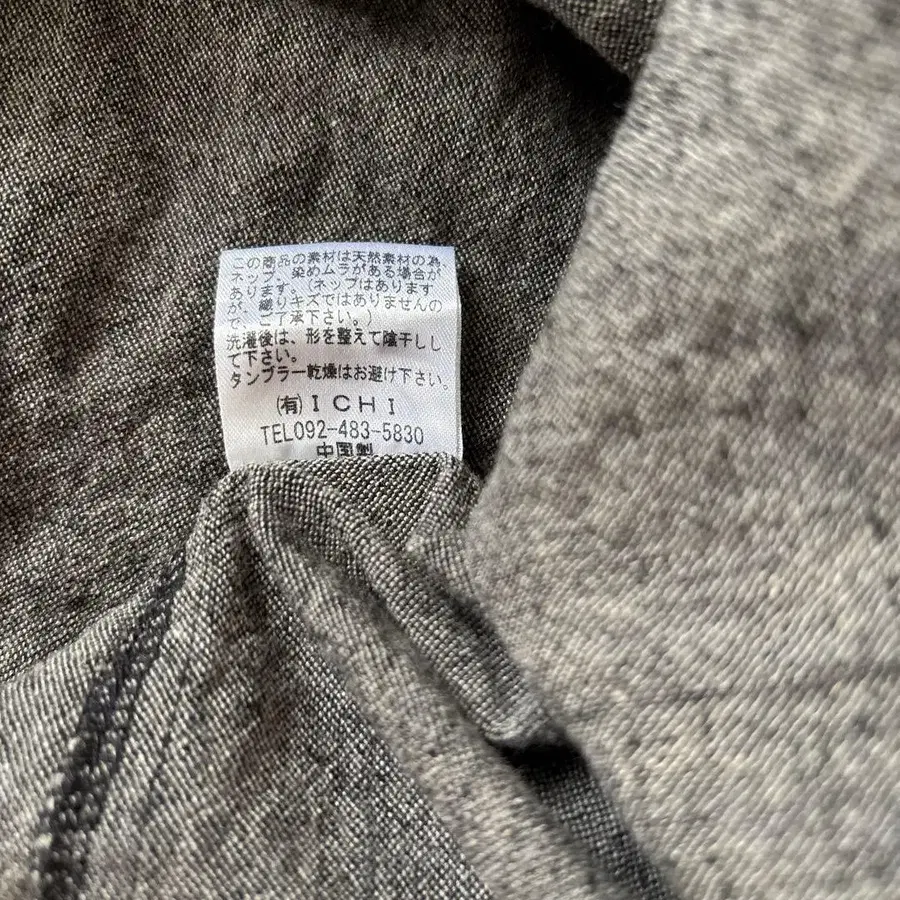 この商品の素材は天然素材の為
ネップ、染めムラがある場合が
あります。(ネップはあります
が、織りキズではありませんの
で、ご了承下さい。)
洗濯後は、形を整えて陰干しし
て下さい。
タンブラー乾燥はお避け下さい。
(有)ICHI
TEL092-483-5830
中国製